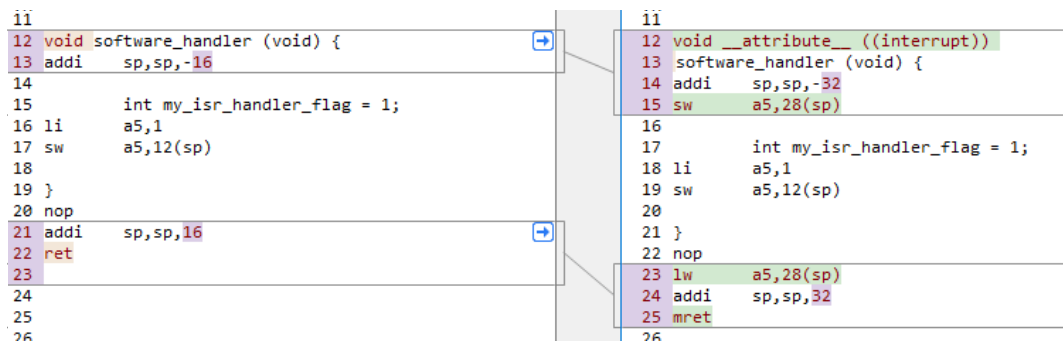 11
12 void software_handler (void) {
13 addi sp,sp,-16
14
15 int my_isr_handler_flag = 1;
16 li a5,1
17 sw a5,12(sp)
18
19 }
20 nop
21 addi sp,sp,16
22 ret
23
24
25
26
11
12 void __attribute__ ((interrupt))
13 software_handler (void) {
14 addi sp,sp,-32
15 sw a5,28(sp)
16
17 int my_isr_handler_flag = 1;
18 li a5,1
19 sw a5,12(sp)
20
21 }
22 nop
23 lw a5,28(sp)
24 addi sp,sp,32
25 mret
26